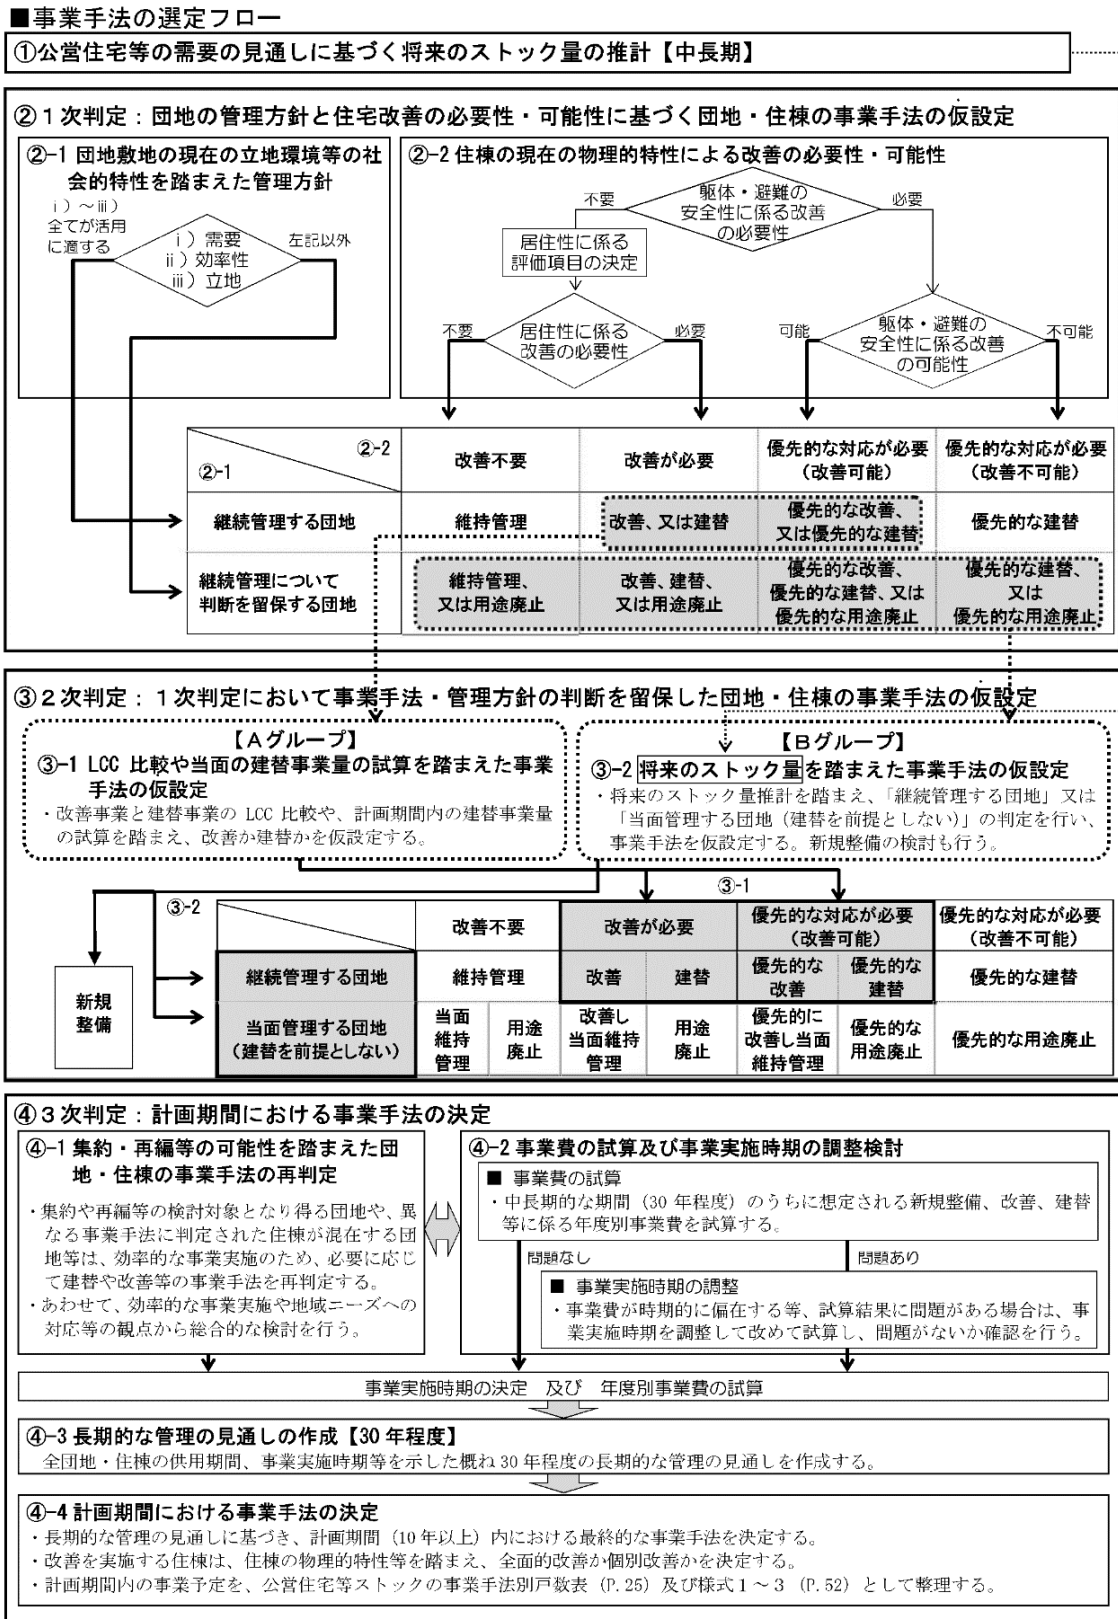 ■事業手法の選定フロー
①公営住宅等の需要の見通しに基づく将来のストック量の推計【中長期】
②１次判定：団地の管理方針と住宅改善の必要性・可能性に基づく団地・住棟の事業手法の仮設定
②-1 団地敷地の現在の立地環境等の社
会的特性を踏まえた管理方針
ⅰ）～ⅲ）
全てが活用
に適する
ⅰ）需要
ⅱ）効率性
ⅲ）立地
左記以外
②-2 住棟の現在の物理的特性による改善の必要性・可能性
不要
躯体・避難の
安全性に係る改善
の必要性
必要
居住性に係る
評価項目の決定
不要
居住性に係る
改善の必要性
必要
可能
躯体・避難の
安全性に係る改善
の可能性
不可能
②-2
②-1
改善不要
改善が必要
優先的な対応が必要
（改善可能）
優先的な対応が必要
（改善不可能）
継続管理する団地
維持管理
改善、又は建替
優先的な改善、
又は優先的な建替
優先的な建替
継続管理について
判断を留保する団地
維持管理、
又は用途廃止
改善、建替、
又は用途廃止
優先的な改善、
優先的な建替、又は
優先的な用途廃止
優先的な建替、
又は
優先的な用途廃止
③２次判定：１次判定において事業手法・管理方針の判断を留保した団地・住棟の事業手法の仮設定
【Ａグループ】
③-1 LCC 比較や当面の建替事業量の試算を踏まえた事業
手法の仮設定
・改善事業と建替事業の LCC 比較や、計画期間内の建替事業量
の試算を踏まえ、改善か建替かを仮設定する。
【Ｂグループ】
③-2 将来のストック量を踏まえた事業手法の仮設定
・将来のストック量推計を踏まえ、「継続管理する団地」又は
「当面管理する団地（建替を前提としない）」の判定を行い、
事業手法を仮設定する。新規整備の検討も行う。
③-1
③-2
改善不要
改善が必要
優先的な対応が必要
（改善可能）
優先的な対応が必要
（改善不可能）
新規
整備
継続管理する団地
維持管理
改善
建替
優先的な
改善
優先的な
建替
優先的な建替
当面管理する団地
（建替を前提としない）
当面
維持
管理
用途
廃止
改善し
当面維持
管理
用途
廃止
優先的に
改善し当面
維持管理
優先的な
用途廃止
優先的な用途廃止
④３次判定：計画期間における事業手法の決定
④-1 集約・再編等の可能性を踏まえた団
地・住棟の事業手法の再判定
・集約や再編等の検討対象となり得る団地や、異
なる事業手法に判定された住棟が混在する団
地等は、効率的な事業実施のため、必要に応じ
て建替や改善等の事業手法を再判定する。
・あわせて、効率的な事業実施や地域ニーズへの
対応等の観点から総合的な検討を行う。
④-2 事業費の試算及び事業実施時期の調整検討
■ 事業費の試算
・中長期的な期間（30 年程度）のうちに想定される新規整備、改善、建替
等に係る年度別事業費を試算する。
問題なし
問題あり
■ 事業実施時期の調整
・事業費が時期的に偏在する等、試算結果に問題がある場合は、事
業実施時期を調整して改めて試算し、問題がないか確認を行う。
事業実施時期の決定　及び　年度別事業費の試算
④-3 長期的な管理の見通しの作成【30 年程度】
全団地・住棟の供用期間、事業実施時期等を示した概ね 30 年程度の長期的な管理の見通しを作成する。
④-4 計画期間における事業手法の決定
・長期的な管理の見通しに基づき、計画期間（10 年以上）内における最終的な事業手法を決定する。
・改善を実施する住棟は、住棟の物理的特性等を踏まえ、全面的改善か個別改善かを決定する。
・計画期間内の事業予定を、公営住宅等ストックの事業手法別戸数表（P.25）及び様式１～３（P.52）として整理する。